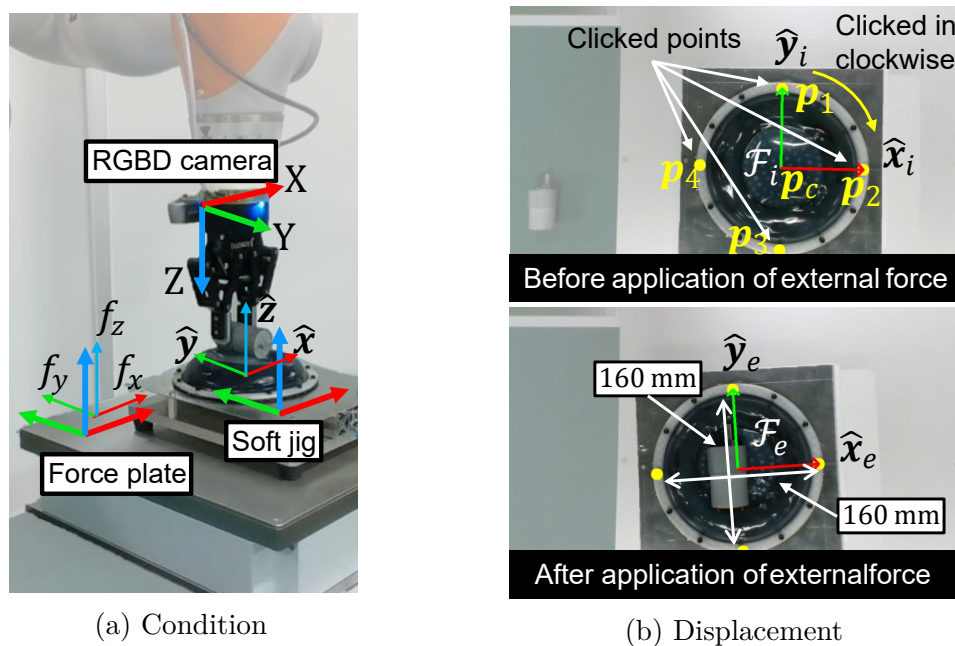 RGBD camera
X
Y
Z
ẑ
ŷ
x̂
f_z
f_y
f_x
Soft jig
Force plate
(a) Condition
Clicked points
Clicked in
clockwise
ŷ_i
p_1
x̂_i
F_i
p_4
p_c
p_2
p_3
Before application of external force
ŷ_e
160 mm
F_e
x̂_e
160 mm
After application of externalforce
(b) Displacement